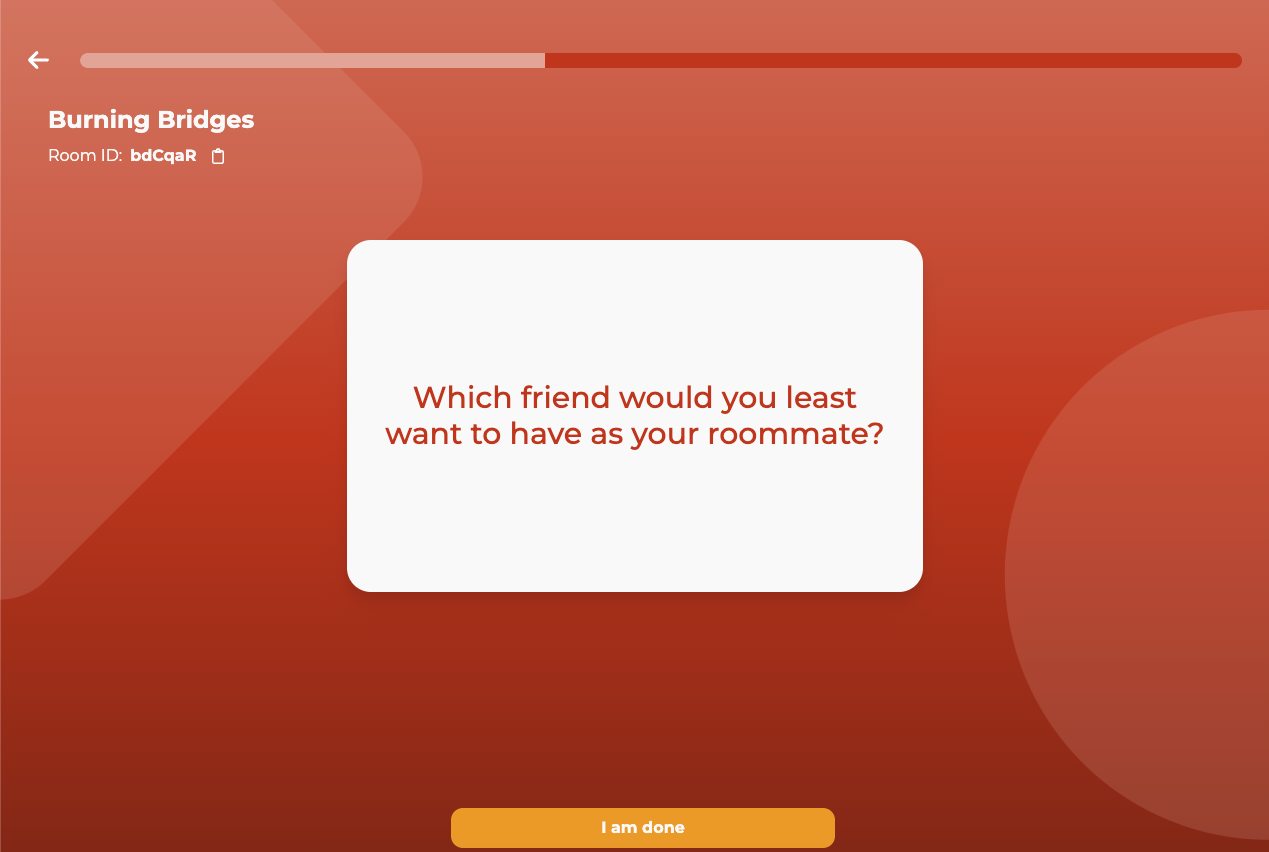 Burning Bridges
Room ID: bdCqaR
Which friend would you least
want to have as your roommate?
I am done